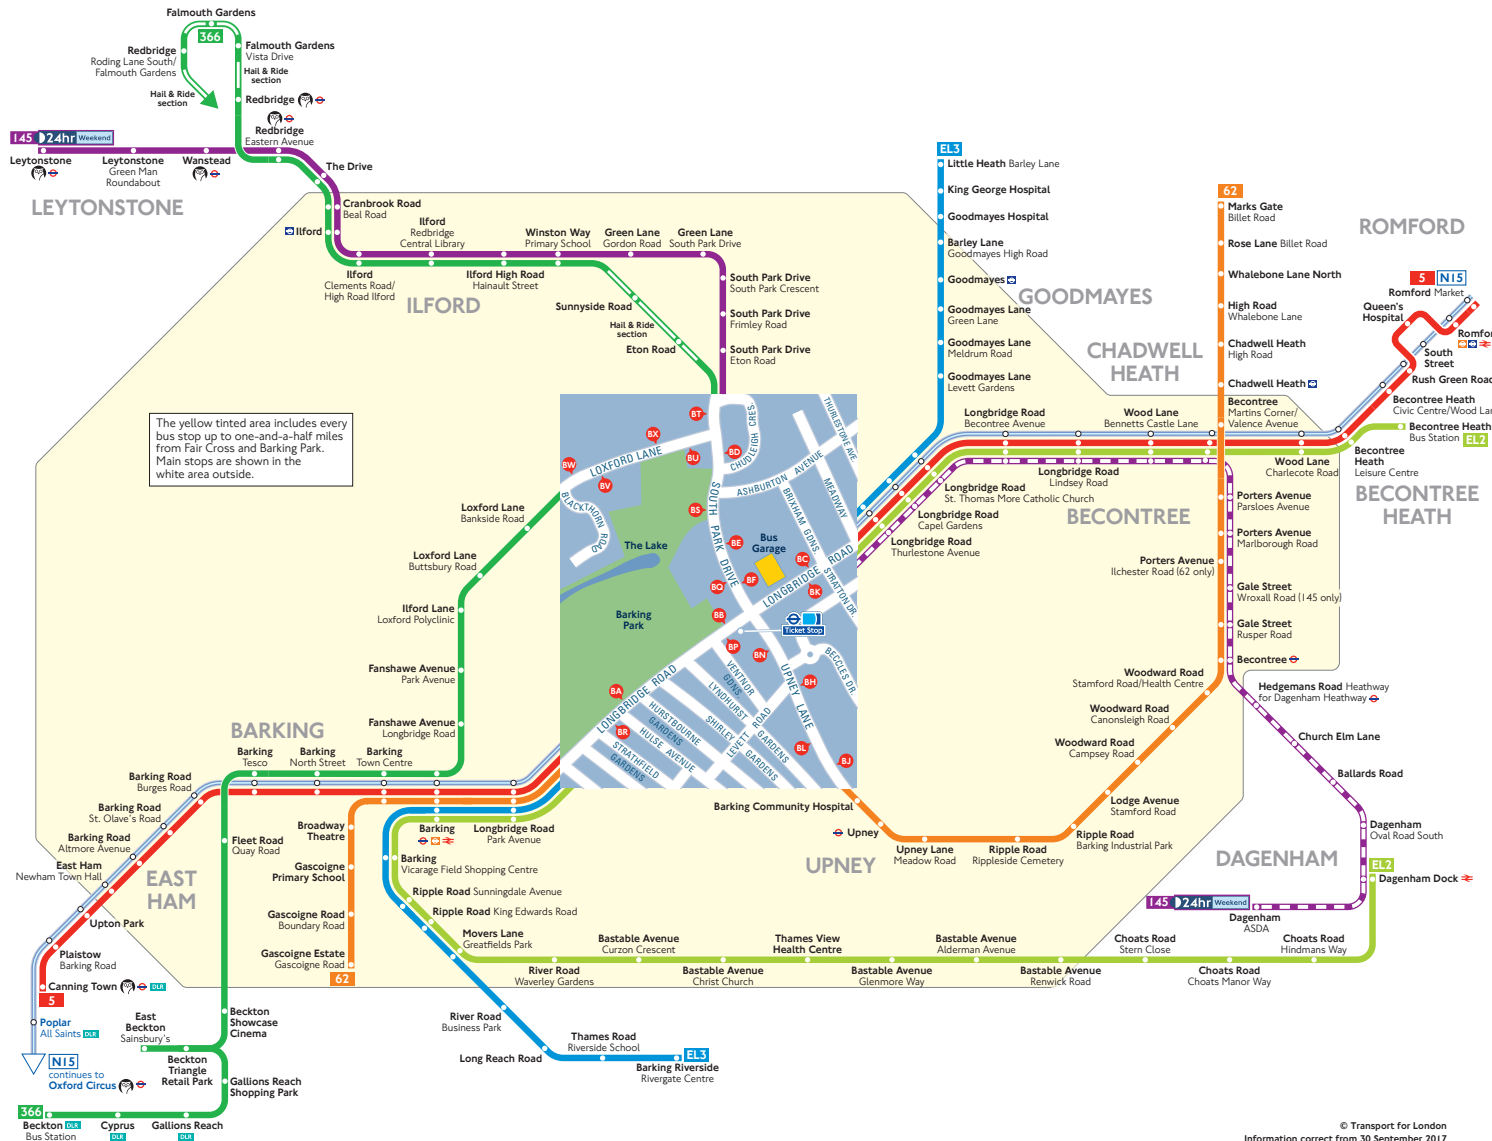 Falmouth Gardens
366
Redbridge
Roding Lane South/
Falmouth Gardens
Falmouth Gardens
Vista Drive
Hail & Ride
section
Hail & Ride
section
Redbridge
Redbridge
Eastern Avenue
145 24hr Weekend
Leytonstone
Leytonstone
Green Man
Roundabout
Wanstead
The Drive
LEYTONSTONE
Cranbrook Road
Beal Road
Ilford
Ilford
Redbridge
Central Library
Winston Way
Primary School
Green Lane
Gordon Road
Green Lane
South Park Drive
Ilford
Clements Road/
High Road Ilford
Ilford High Road
Hainault Street
ILFORD
Sunnyside Road
Hail & Ride
section
Eton Road
South Park Drive
South Park Crescent
South Park Drive
Frimley Road
South Park Drive
Eton Road
EL3
Little Heath Barley Lane
King George Hospital
Goodmayes Hospital
Barley Lane
Goodmayes High Road
Goodmayes
GOODMAYES
Goodmayes Lane
Green Lane
Goodmayes Lane
Meldrum Road
Goodmayes Lane
Levett Gardens
62
Marks Gate
Billet Road
Rose Lane Billet Road
Whalebone Lane North
High Road
Whalebone Lane
Chadwell Heath
High Road
Chadwell Heath
CHADWELL
HEATH
Becontree
Martins Corner/
Valence Avenue
ROMFORD
5 N15
Romford Market
Queen's
Hospital
Romfor
South
Street
Rush Green Road
Becontree Heath
Civic Centre/Wood Lan
Becontree Heath
Bus Station EL2
Becontree
Heath
Leisure Centre
BECONTREE
HEATH
Longbridge Road
Becontree Avenue
Wood Lane
Bennetts Castle Lane
Wood Lane
Charlecote Road
Longbridge Road
Lindsey Road
Longbridge Road
St. Thomas More Catholic Church
Longbridge Road
Capel Gardens
Longbridge Road
Thurlestone Avenue
BECONTREE
Porters Avenue
Parsloes Avenue
Porters Avenue
Marlborough Road
Porters Avenue
Ilchester Road (62 only)
Gale Street
Wroxall Road (145 only)
Gale Street
Rusper Road
Becontree
The yellow tinted area includes every
bus stop up to one-and-a-half miles
from Fair Cross and Barking Park.
Main stops are shown in the
white area outside.
Loxford Lane
Bankside Road
Loxford Lane
Buttsbury Road
Ilford Lane
Loxford Polyclinic
Fanshawe Avenue
Park Avenue
Fanshawe Avenue
Longbridge Road
BT
BX
BU
BD
BW
BV
BS
BE
BC
BF
BQ
BK
BB
BP
BN
BA
BH
BR
BL
BJ
LOXFORD LANE
CHUDLEIGH CRES.
THURLESTONE AVE.
ASHBURTON AVENUE
MEADWAY
BLACKTHORN ROAD
SOUTH PARK DRIVE
BRIXHAM GDNS
The Lake
Bus
Garage
LONGBRIDGE ROAD
STRATTON DR.
Barking
Park
Ticket Stop
BECCLES DR.
UPNEY LANE
LONGBRIDGE ROAD
VENTNOR
GDNS
LYNDHURST
GARDENS
SHIRLEY
GARDENS
LEVETT ROAD
HURSTBOURNE
GARDENS
HULSE AVENUE
STRATHFIELD
GARDENS
Woodward Road
Stamford Road/Health Centre
Woodward Road
Canonsleigh Road
Woodward Road
Campsey Road
Lodge Avenue
Stamford Road
Ripple Road
Barking Industrial Park
Hedgemans Road Heathway
for Dagenham Heathway
Church Elm Lane
Ballards Road
Dagenham
Oval Road South
DAGENHAM
EL2
Dagenham Dock
145 24hr Weekend
Dagenham
ASDA
BARKING
Barking
Tesco
Barking
North Street
Barking
Town Centre
Barking Road
Burges Road
Barking Road
St. Olave's Road
Barking Road
Altmore Avenue
East Ham
Newham Town Hall
EAST
HAM
Upton Park
Plaistow
Barking Road
Canning Town
5
Poplar
All Saints
N15
continues to
Oxford Circus
Fleet Road
Quay Road
Broadway
Theatre
Gascoigne
Primary School
Gascoigne Road
Boundary Road
Gascoigne Estate
Gascoigne Road
62
Barking
Longbridge Road
Park Avenue
Barking
Vicarage Field Shopping Centre
Ripple Road Sunningdale Avenue
Ripple Road King Edwards Road
Movers Lane
Greatfields Park
Barking Community Hospital
Upney
Upney Lane
Meadow Road
Ripple Road
Rippleside Cemetery
UPNEY
Bastable Avenue
Curzon Crescent
Thames View
Health Centre
Bastable Avenue
Alderman Avenue
Choats Road
Stern Close
Choats Road
Hindmans Way
River Road
Waverley Gardens
Bastable Avenue
Christ Church
Bastable Avenue
Glenmore Way
Bastable Avenue
Renwick Road
Choats Road
Choats Manor Way
River Road
Business Park
Long Reach Road
Thames Road
Riverside School
EL3
Barking Riverside
Rivergate Centre
East
Beckton
Sainsbury's
Beckton
Showcase
Cinema
Beckton
Triangle
Retail Park
Gallions Reach
Shopping Park
366
Beckton DLR
Bus Station
Cyprus
DLR
Gallions Reach
DLR
© Transport for London
Information correct from 30 September 2017